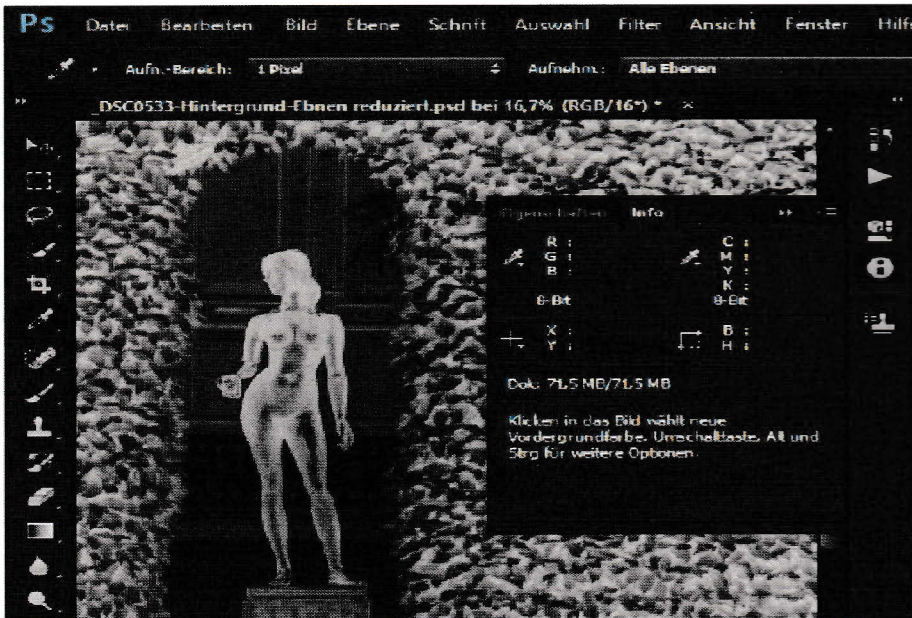 Ps Datei Bearbeiten Bild Ebene Schrift Auswahl Filter Ansicht Fenster Hilfe
Aufn.-Bereich: 1 Pixel Aufnehm.: Alle Ebenen
_DSC0533-Hintergrund-Ebnen reduziert.psd bei 16,7% (RGB/16*) * ×
Eigenschaften Info
R :
G :
B :
8-Bit
C :
M :
Y :
K :
8-Bit
X :
Y :
B :
H :
Dok: 71,5 MB/71,5 MB
Klicken in das Bild wählt neue
Vordergrundfarbe. Umschalttaste, Alt und
Strg für weitere Optionen.